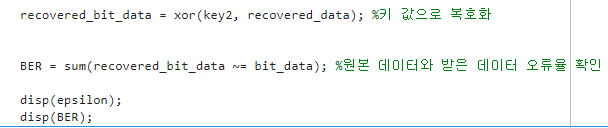 recovered_bit_data = xor(key2, recovered_data); %키 값으로 복호화
BER = sum(recovered_bit_data ~= bit_data); %원본 데이터와 받은 데이터 오류율 확인
disp(epsilon);
disp(BER);